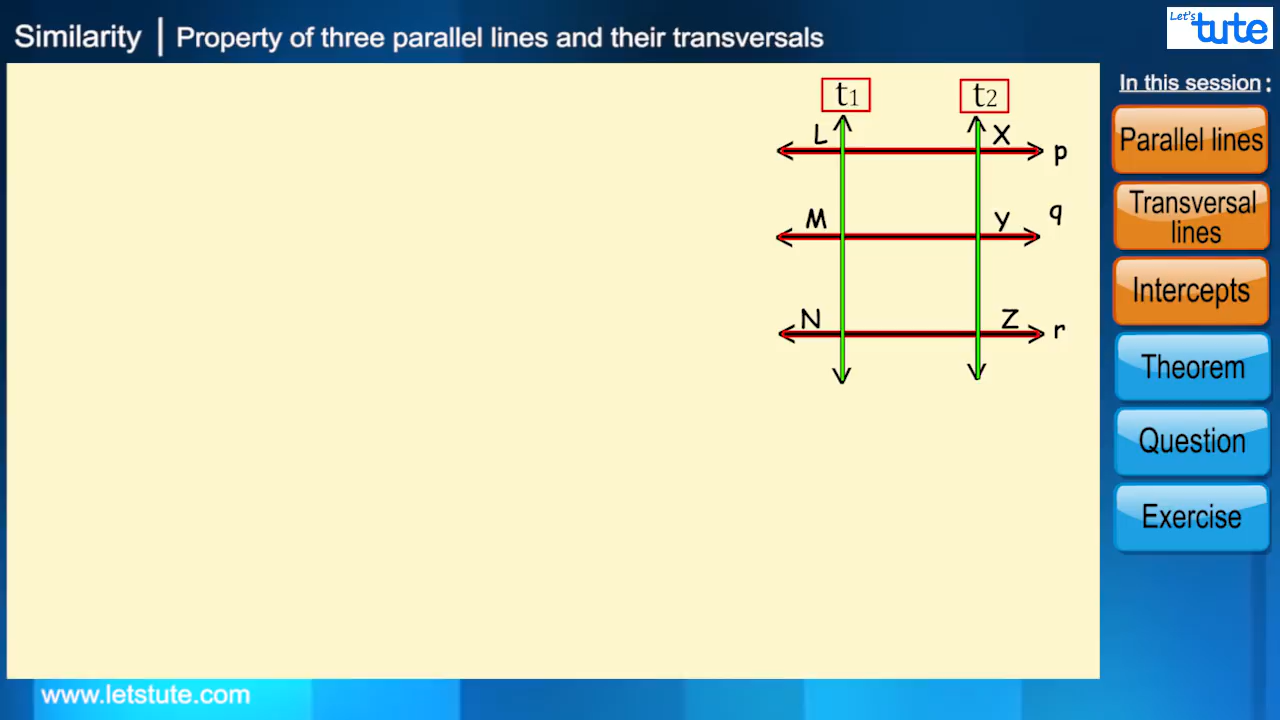 Similarity | Property of three parallel lines and their transversals
Let's
tute
In this session :
Parallel lines
Transversal
lines
Intercepts
Theorem
Question
Exercise
t1 t2
L X p
M Y q
N Z r
www.letstute.com